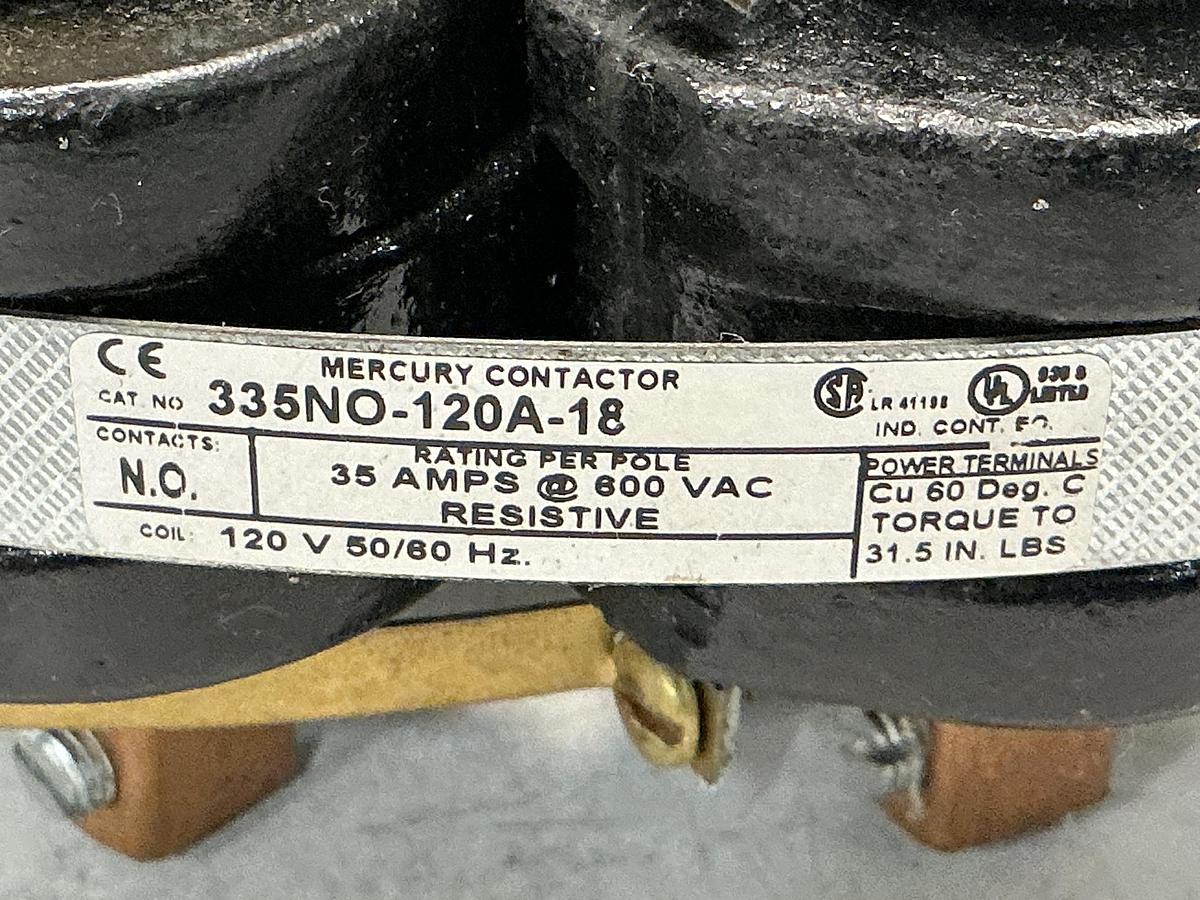 CE
MERCURY CONTACTOR
CAT. NO 335NO-120A-18
LR 41198
UL
LISTED
IND. CONT. EQ.
CONTACTS:
N.O.
RATING PER POLE
35 AMPS @ 600 VAC
RESISTIVE
COIL: 120 V 50/60 Hz.
POWER TERMINALS
Cu 60 Deg. C
TORQUE TO
31.5 IN. LBS